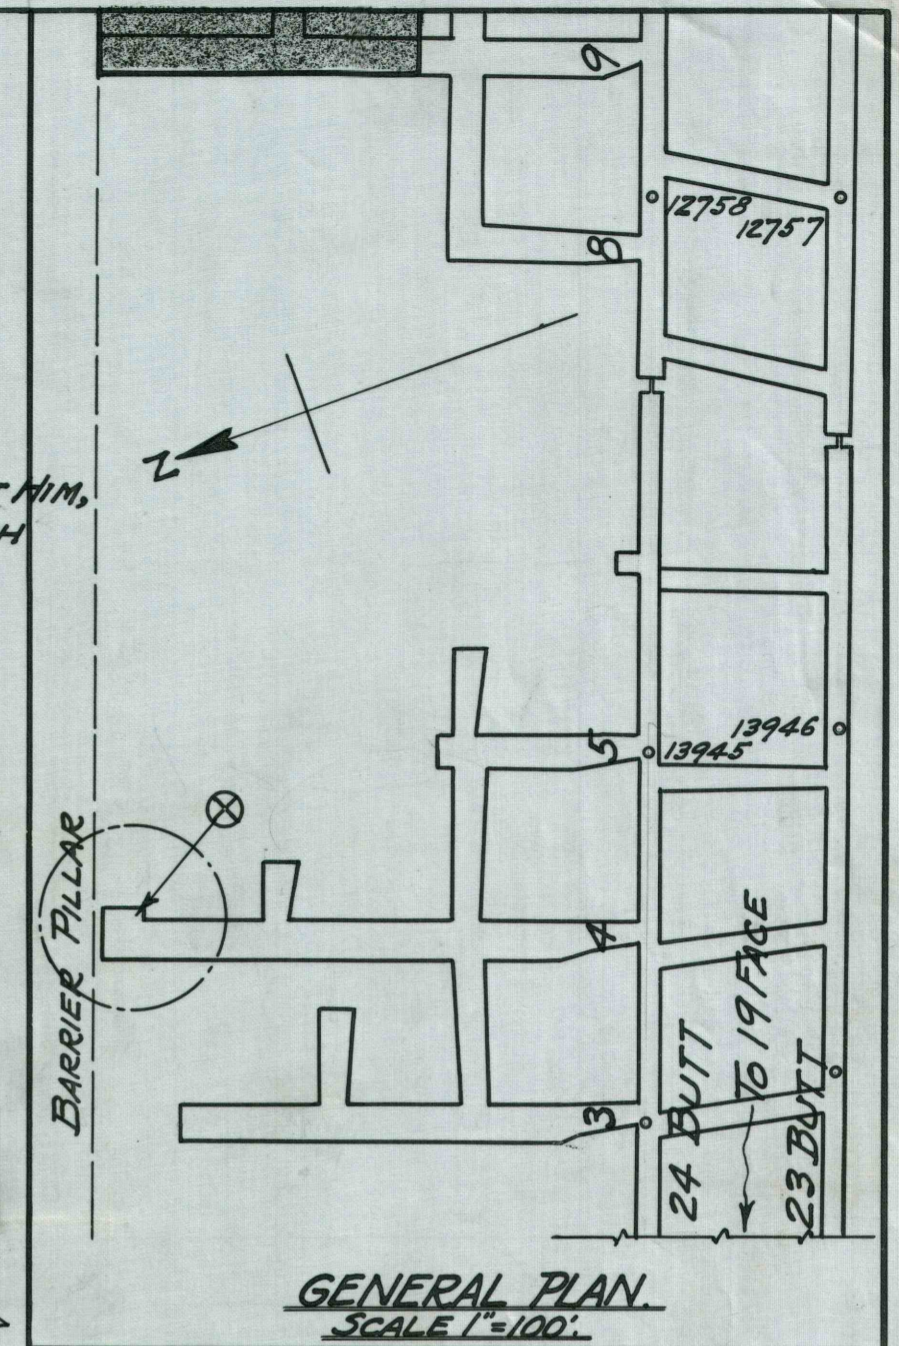 9
12758
12757
8
N
HIM,
H
5
13946
13945
BARRIER PILLAR
4
3
24 BUTT
TO 19 FACE
23 BUTT
GENERAL PLAN.
SCALE 1"=100'.